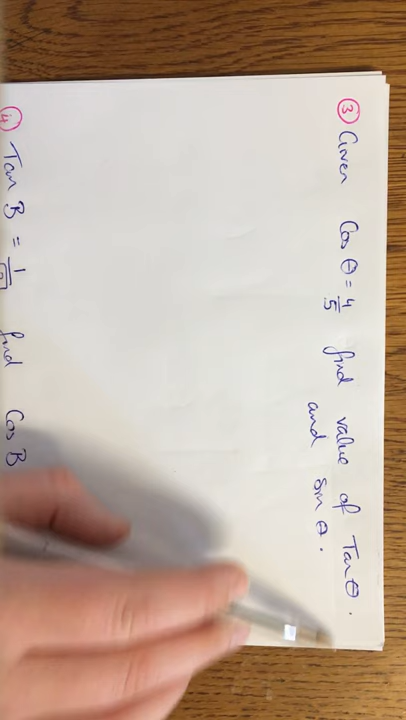 ③ Given Cos θ = 4/5 find value of Tan θ.
and sin θ.
④ Tan B = 1/ find Cos B